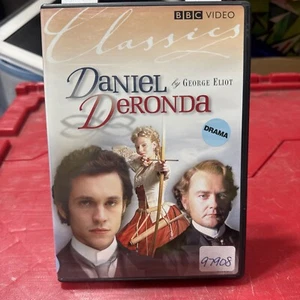 BBC VIDEO
Classics
DANIEL
by GEORGE ELIOT
DERONDA
DRAMA
97908